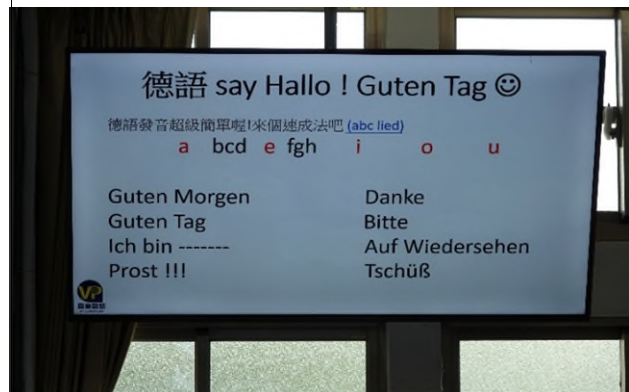 德語 say Hallo ! Guten Tag ☺
德語發音超級簡單喔!來個速成法吧 (abc lied)
a bcd e fgh i o u
Guten Morgen
Guten Tag
Ich bin -------
Prost !!!
Danke
Bitte
Auf Wiedersehen
Tschüß
VP